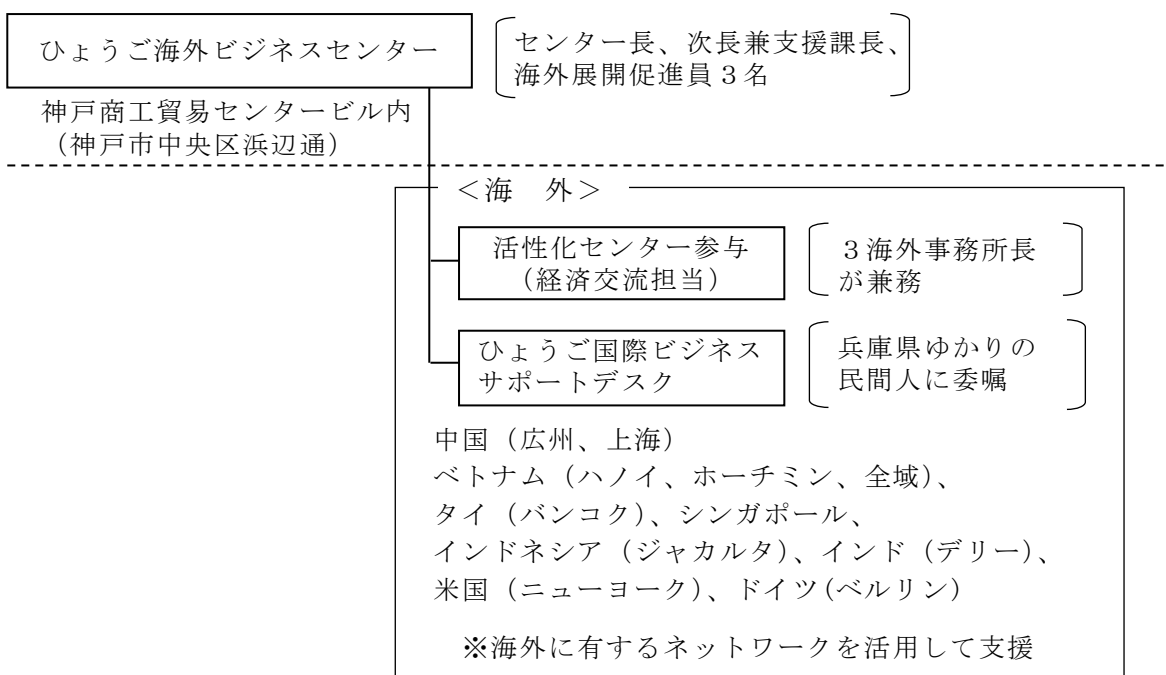 ひょうご海外ビジネスセンター
センター長、次長兼支援課長、
海外展開促進員３名
神戸商工貿易センタービル内
（神戸市中央区浜辺通）
＜海　外＞
活性化センター参与
（経済交流担当）
３海外事務所長
が兼務
ひょうご国際ビジネス
サポートデスク
兵庫県ゆかりの
民間人に委嘱
中国（広州、上海）
ベトナム（ハノイ、ホーチミン、全域）、
タイ（バンコク）、シンガポール、
インドネシア（ジャカルタ）、インド（デリー）、
米国（ニューヨーク）、ドイツ（ベルリン）
※海外に有するネットワークを活用して支援